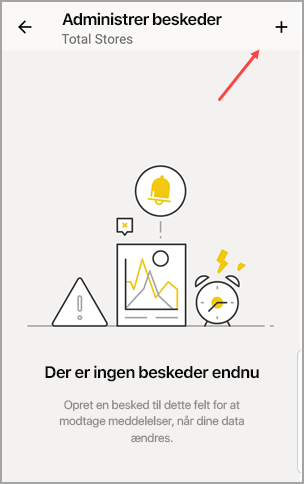 Administrer beskeder
Total Stores
Der er ingen beskeder endnu
Opret en besked til dette felt for at
modtage meddelelser, når dine data
ændres.